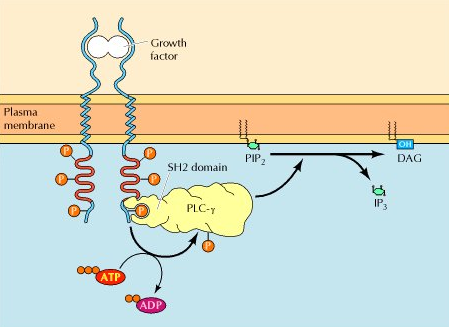 Growth
factor
Plasma
membrane
P
P
P
P
P
P
SH2 domain
PLC-γ
P
PIP2
OH
DAG
IP3
ATP
ADP